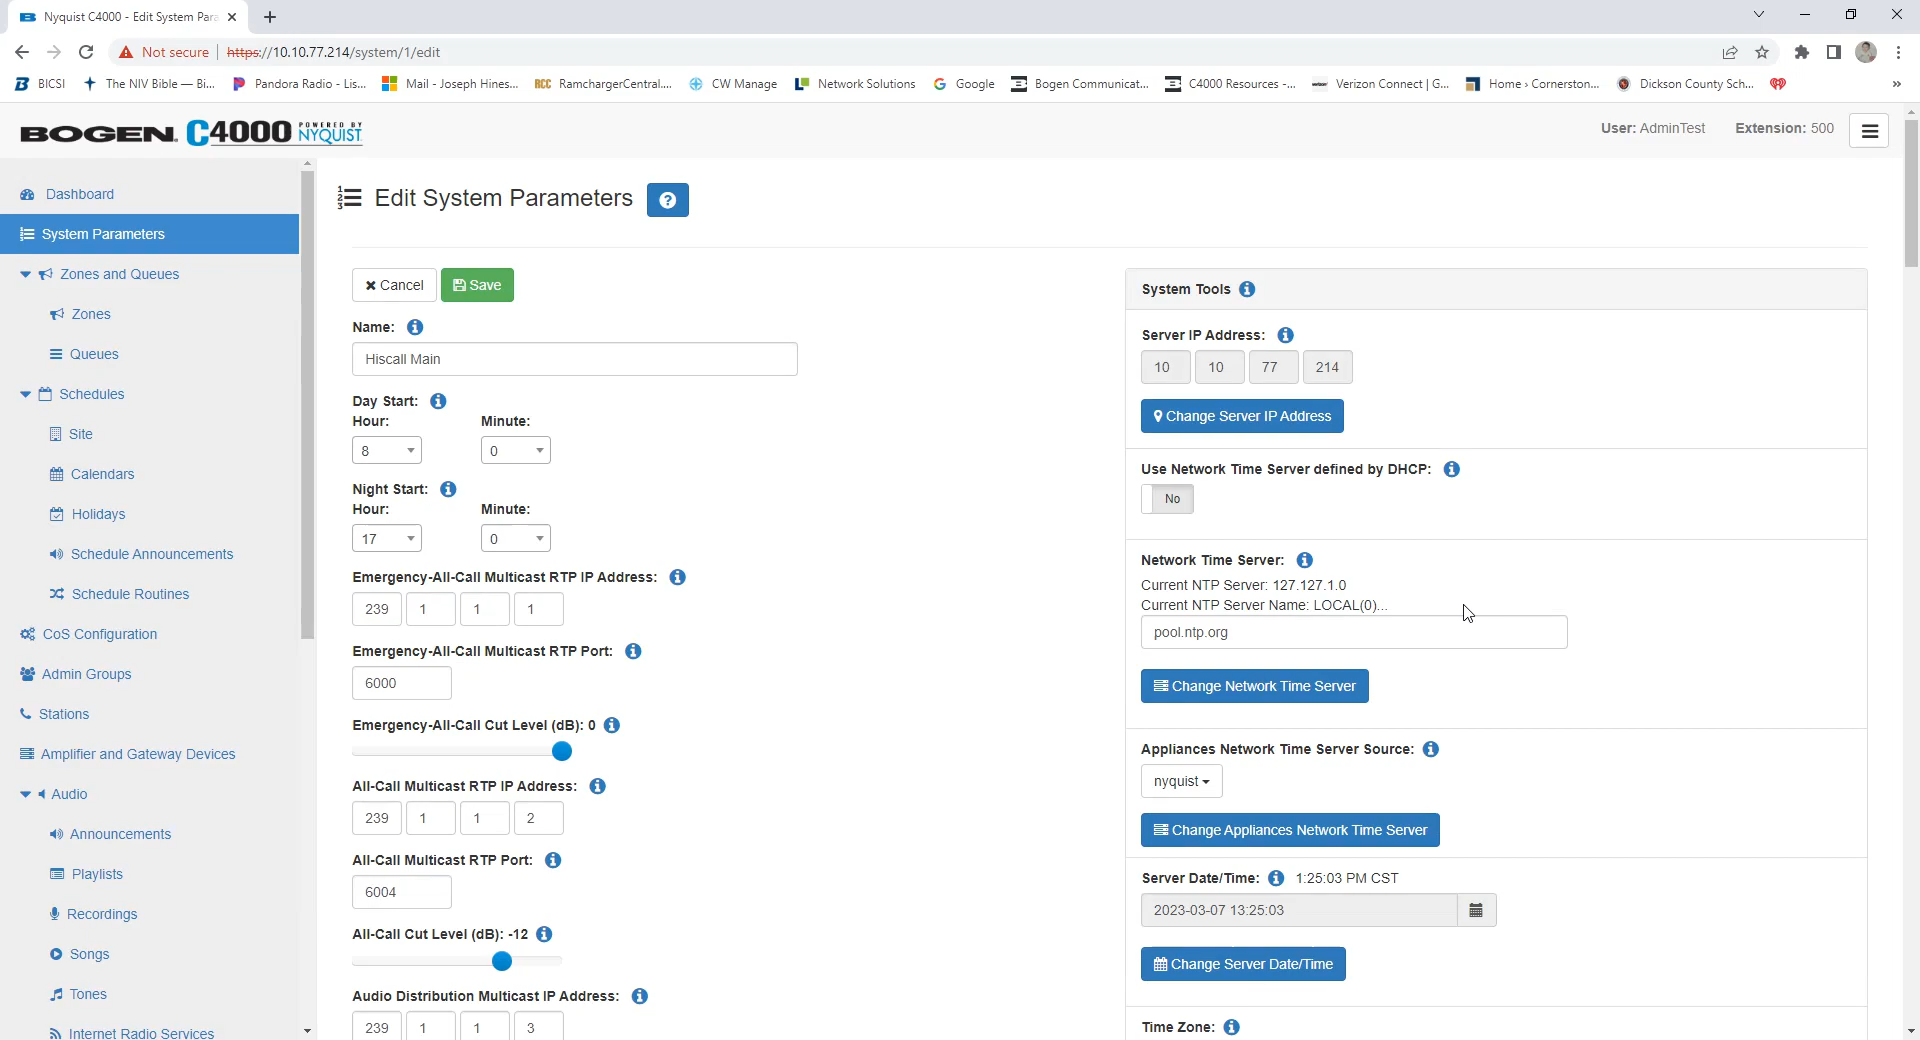 Nyquist C4000 - Edit System Para
Not secure
https://10.10.77.214/system/1/edit
BICSI
The NIV Bible — Bi...
Pandora Radio - Lis...
Mail - Joseph Hines...
RCC
RamchargerCentral....
CW Manage
Network Solutions
Google
Bogen Communicat...
C4000 Resources -...
Verizon Connect | G...
Home › Cornerston...
Dickson County Sch...
»
BOGEN
C4000
POWERED BY
NYQUIST
User: AdminTest
Extension: 500
Dashboard
System Parameters
Zones and Queues
Zones
Queues
Schedules
Site
Calendars
Holidays
Schedule Announcements
Schedule Routines
CoS Configuration
Admin Groups
Stations
Amplifier and Gateway Devices
Audio
Announcements
Playlists
Recordings
Songs
Tones
Internet Radio Services
Edit System Parameters
Cancel
Save
Name:
Hiscall Main
Day Start:
Hour:
Minute:
8
0
Night Start:
Hour:
Minute:
17
0
Emergency-All-Call Multicast RTP IP Address:
239
1
1
1
Emergency-All-Call Multicast RTP Port:
6000
Emergency-All-Call Cut Level (dB): 0
All-Call Multicast RTP IP Address:
239
1
1
2
All-Call Multicast RTP Port:
6004
All-Call Cut Level (dB): -12
Audio Distribution Multicast IP Address:
239
1
1
3
System Tools
Server IP Address:
10
10
77
214
Change Server IP Address
Use Network Time Server defined by DHCP:
No
Network Time Server:
Current NTP Server: 127.127.1.0
Current NTP Server Name: LOCAL(0)...
pool.ntp.org
Change Network Time Server
Appliances Network Time Server Source:
nyquist
Change Appliances Network Time Server
Server Date/Time:
1:25:03 PM CST
2023-03-07 13:25:03
Change Server Date/Time
Time Zone: